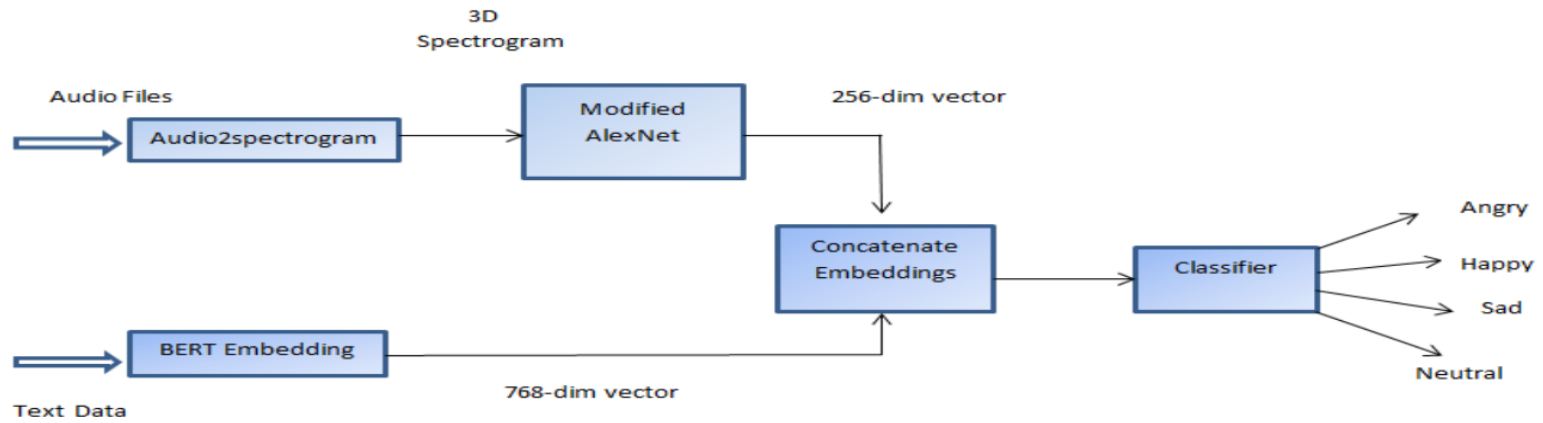 3D
Spectrogram
Audio Files
Audio2spectrogram
Modified
AlexNet
256-dim vector
Concatenate
Embeddings
Classifier
Angry
Happy
Sad
Neutral
BERT Embedding
768-dim vector
Text Data